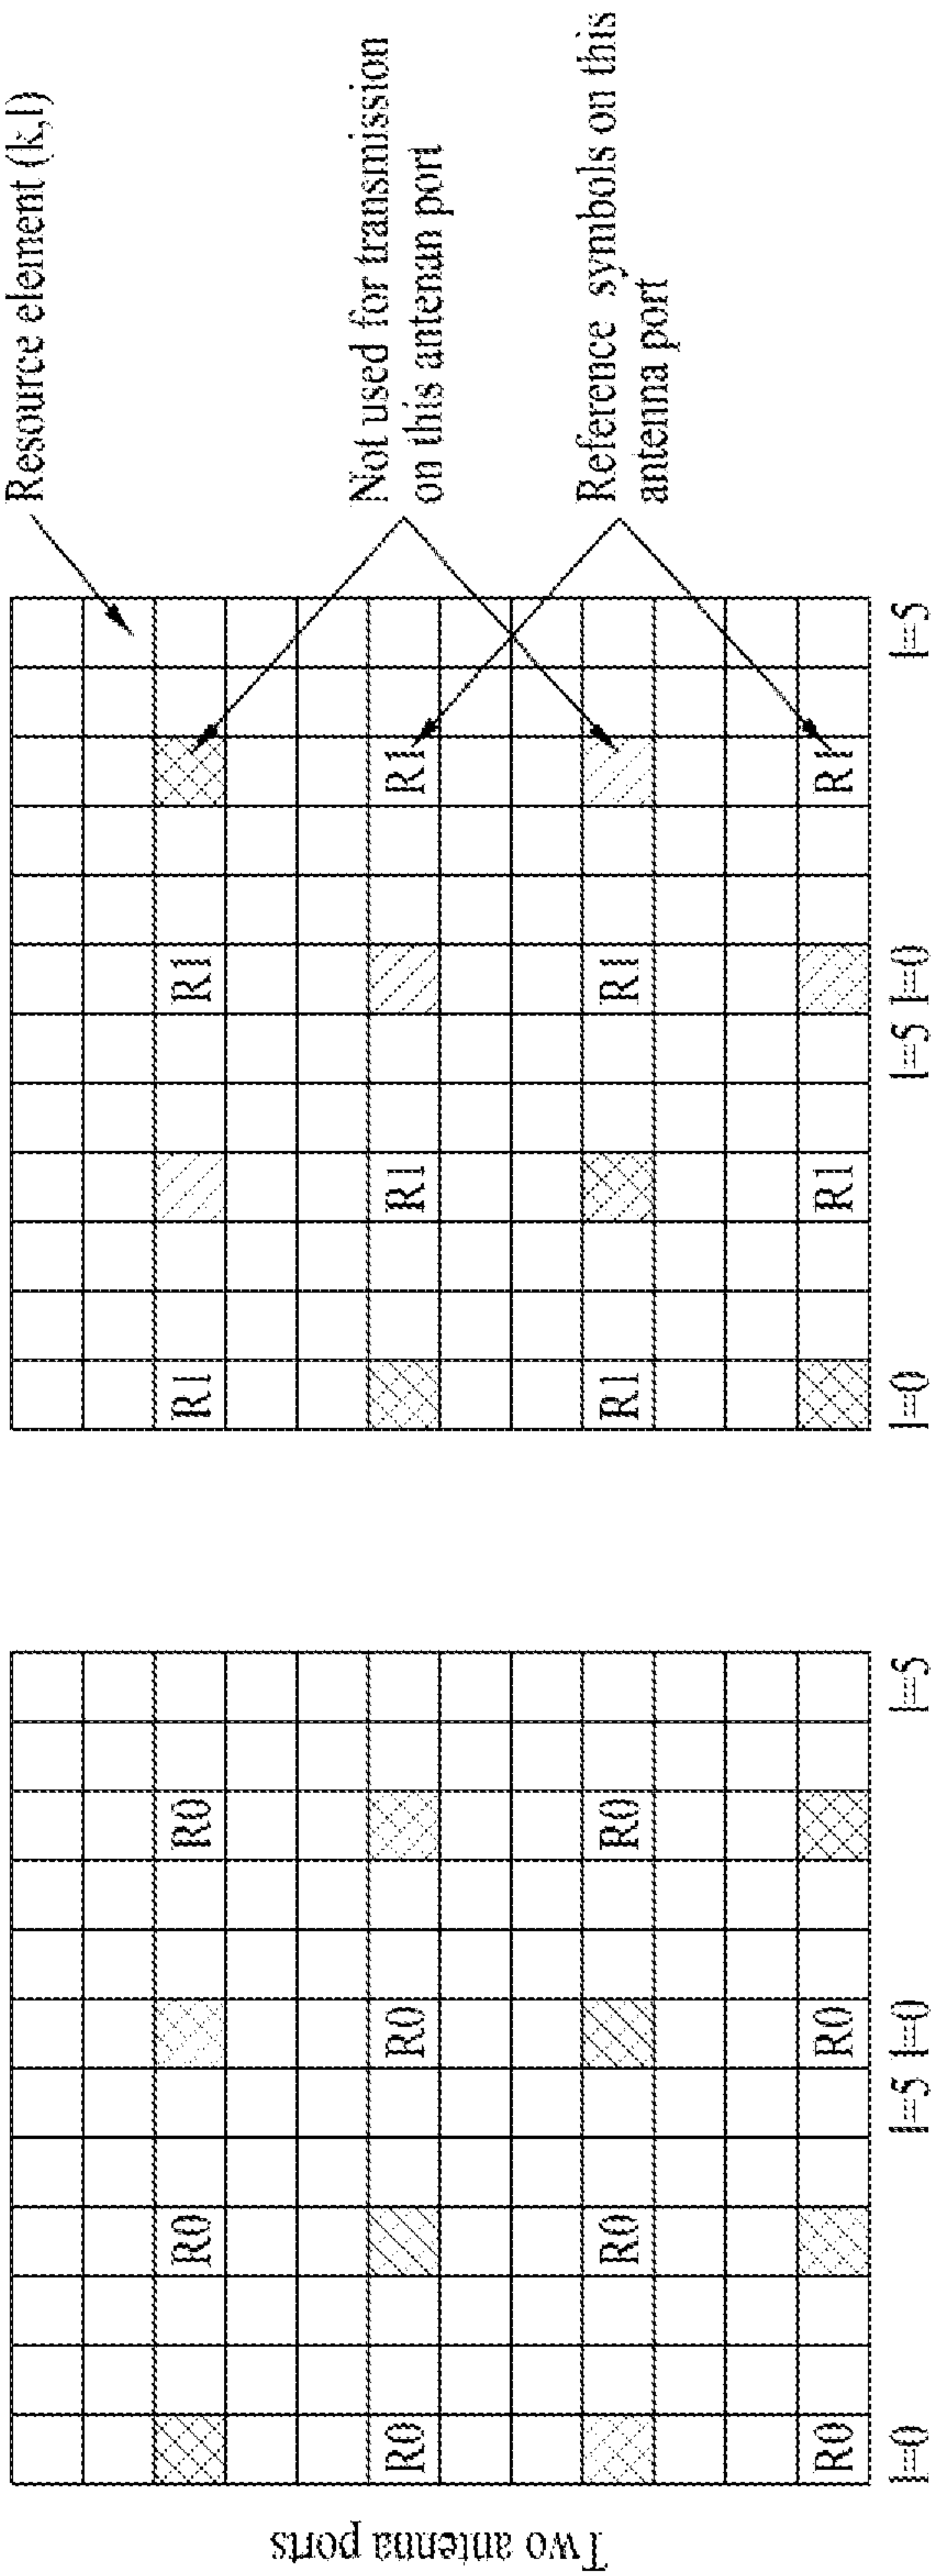 Two antenna ports
R0 R0
R0 R0
R0 R0
R0 R0
l=0 l=5 l=0 l=5
R1 R1
R1 R1
R1 R1
R1 R1
l=0 l=5 l=0 l=5
Resource element (k,l)
Not used for transmission
on this antenan port
Reference symbols on this
antenna port